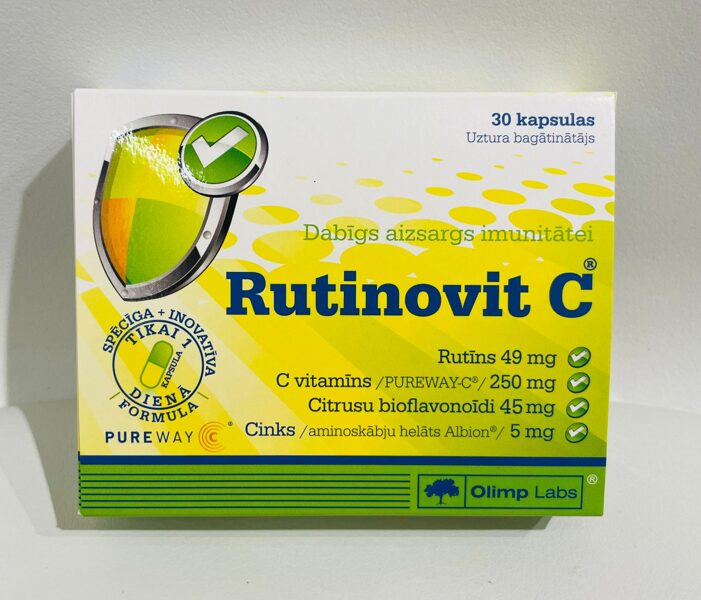 30 kapsulas
Uztura bagātinātājs
Dabīgs aizsargs imunitātei
Rutinovit C®
SPĒCĪGA + INOVATĪVA
TIKAI 1
KAPSULA
DIENĀ
FORMULA
PUREWAY C®
Rutīns 49 mg
C vitamīns /PUREWAY-C®/ 250 mg
Citrusu bioflavonoīdi 45 mg
Cinks /aminoskābju helāts Albion®/ 5 mg
Olimp Labs®